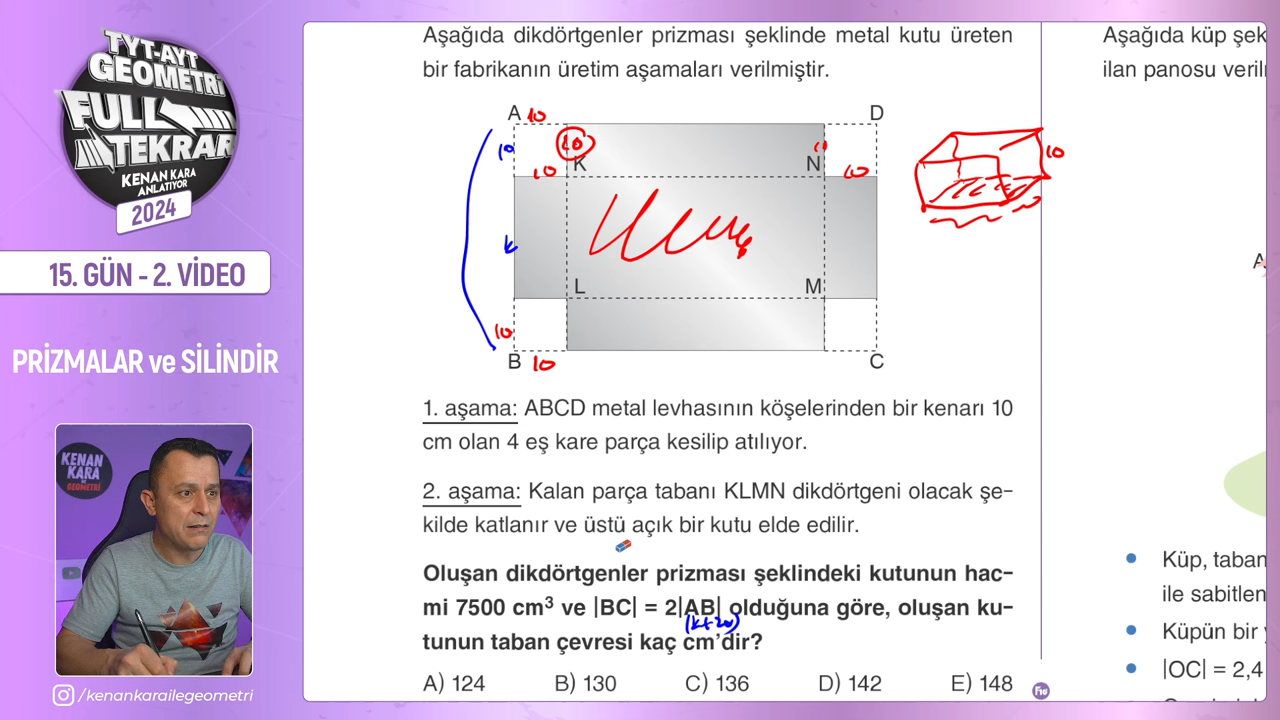 TYT-AYT
GEOMETRİ
FULL
TEKRAR
KENAN KARA
ANLATIYOR
2024
15. GÜN - 2. VİDEO
PRİZMALAR ve SİLİNDİR
KENAN
KARA
GEOMETRİ
/kenankarailegeometri
Aşağıda dikdörtgenler prizması şeklinde metal kutu üreten
bir fabrikanın üretim aşamaları verilmiştir.
A 10 D
10 10
K N
10 10
10
k
L M
10
B 10 C
1. aşama: ABCD metal levhasının köşelerinden bir kenarı 10
cm olan 4 eş kare parça kesilip atılıyor.
2. aşama: Kalan parça tabanı KLMN dikdörtgeni olacak şe-
kilde katlanır ve üstü açık bir kutu elde edilir.
Oluşan dikdörtgenler prizması şeklindeki kutunun hac-
mi 7500 cm³ ve |BC| = 2|AB| olduğuna göre, oluşan ku-
(k+20)
tunun taban çevresi kaç cm'dir?
A) 124 B) 130 C) 136 D) 142 E) 148
Aşağıda küp şek
ilan panosu veril
A
Küp, taban
ile sabitlen
Küpün bir y
|OC| = 2,4